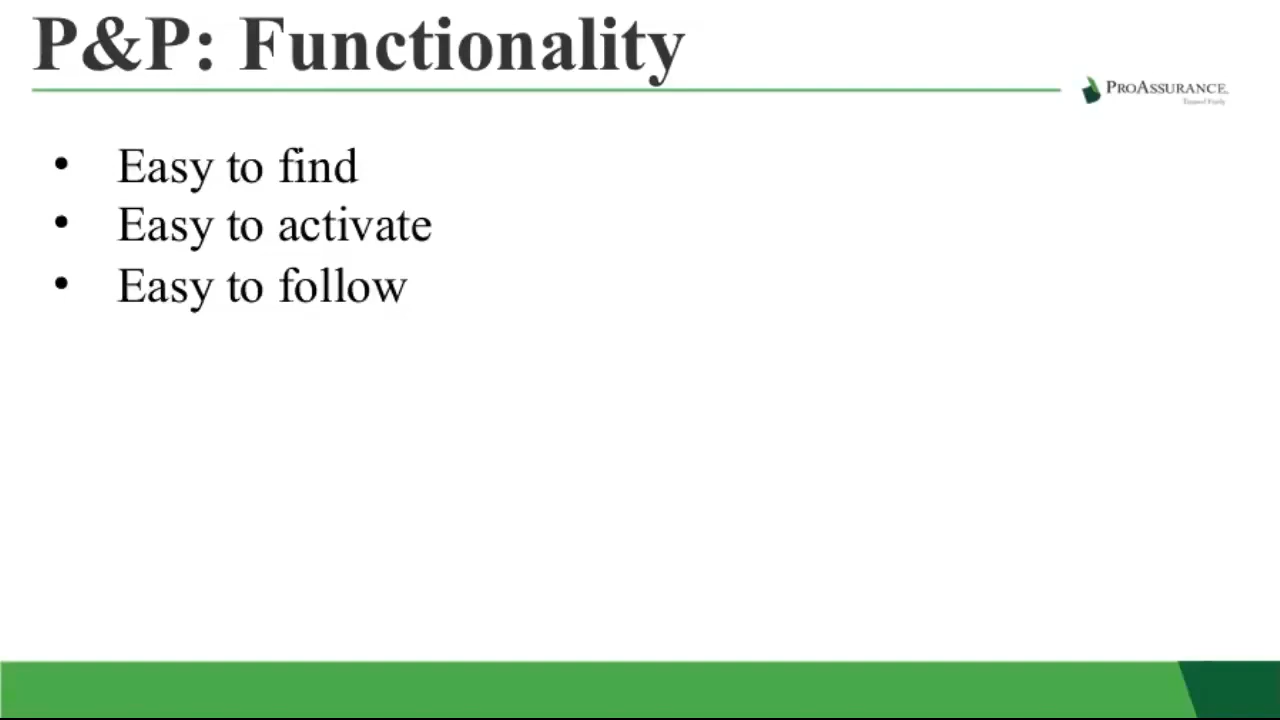 P&P: Functionality
PROASSURANCE.
• Easy to find
• Easy to activate
• Easy to follow